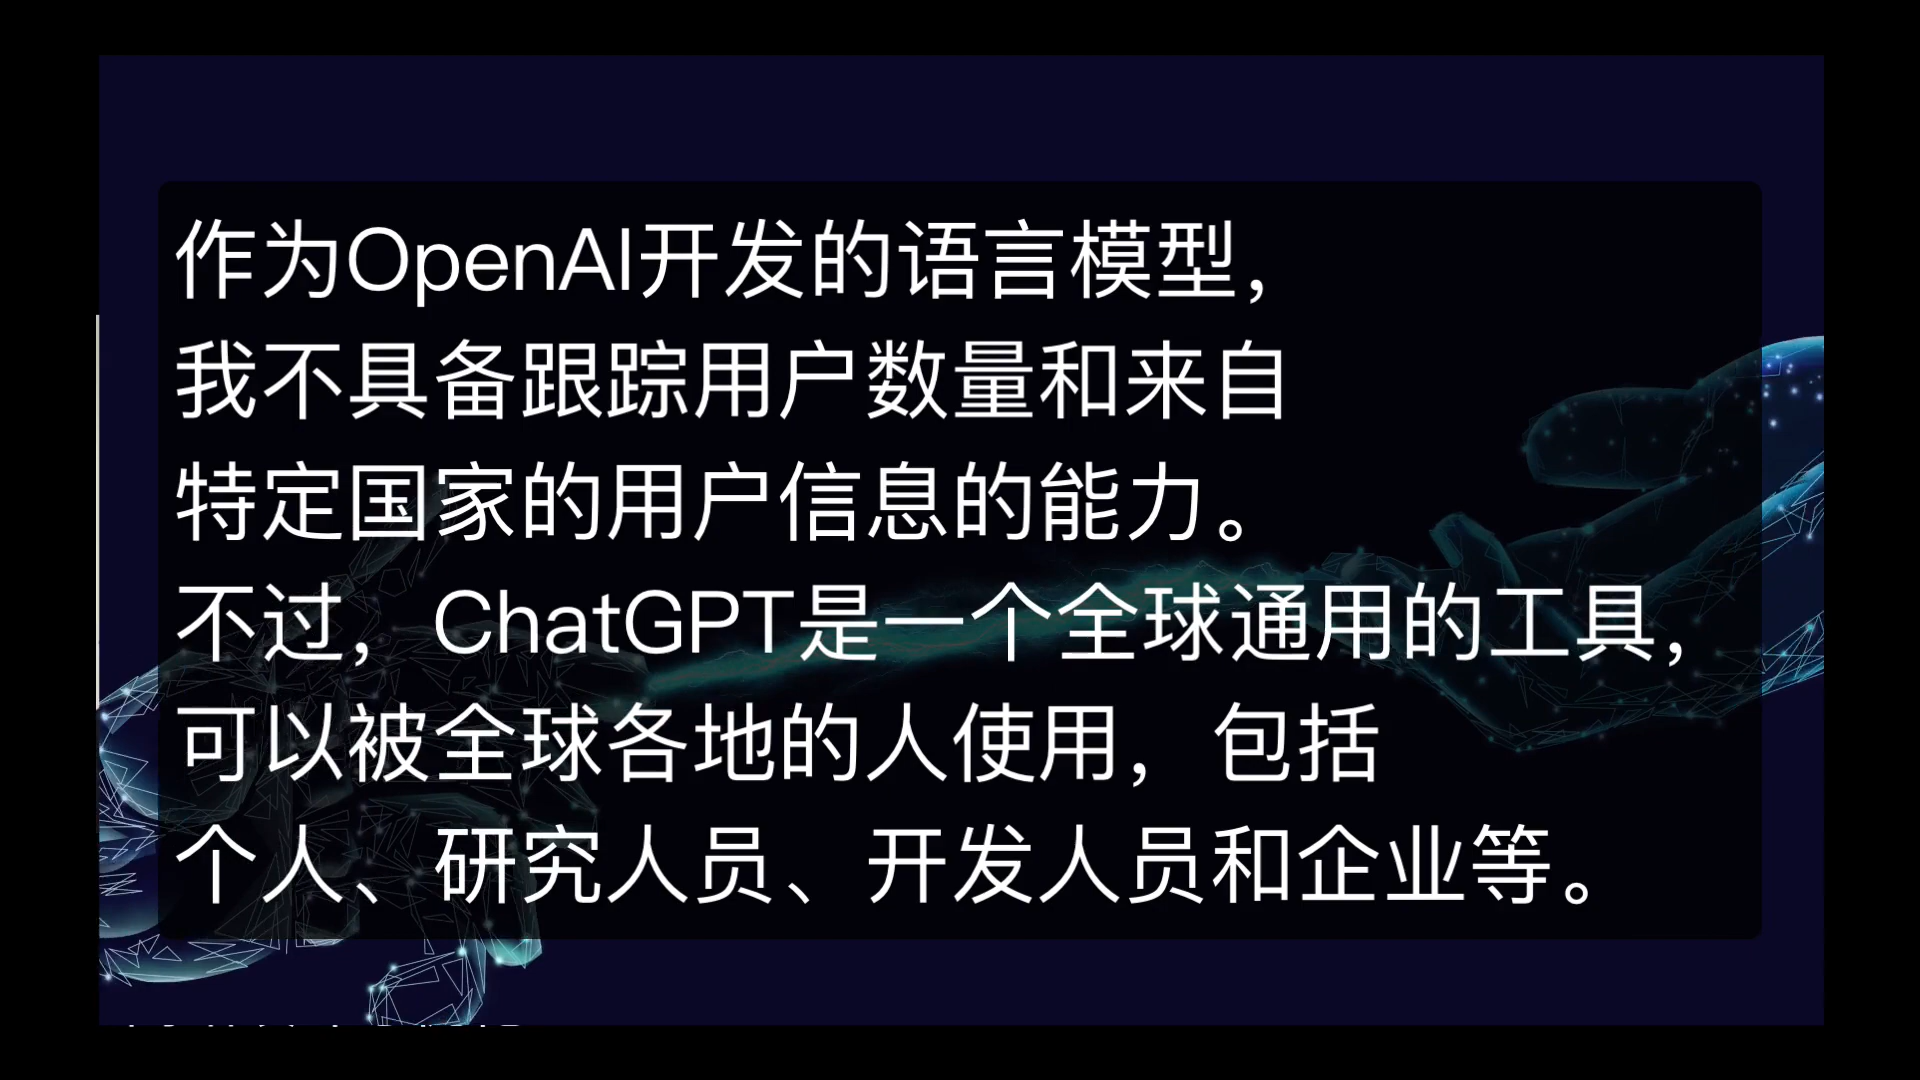 作为OpenAI开发的语言模型，
我不具备跟踪用户数量和来自
特定国家的用户信息的能力。
不过，ChatGPT是一个全球通用的工具，
可以被全球各地的人使用，包括
个人、研究人员、开发人员和企业等。